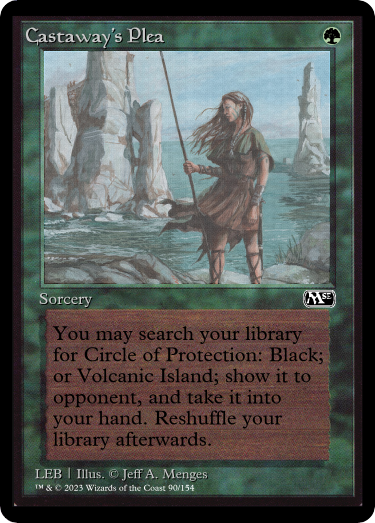 Castaway's Plea
Sorcery
MSE
You may search your library
for Circle of Protection: Black;
or Volcanic Island; show it to
opponent, and take it into
your hand. Reshuffle your
library afterwards.
LEB | Illus. © Jeff A. Menges
™ & © 2023 Wizards of the Coast 90/154